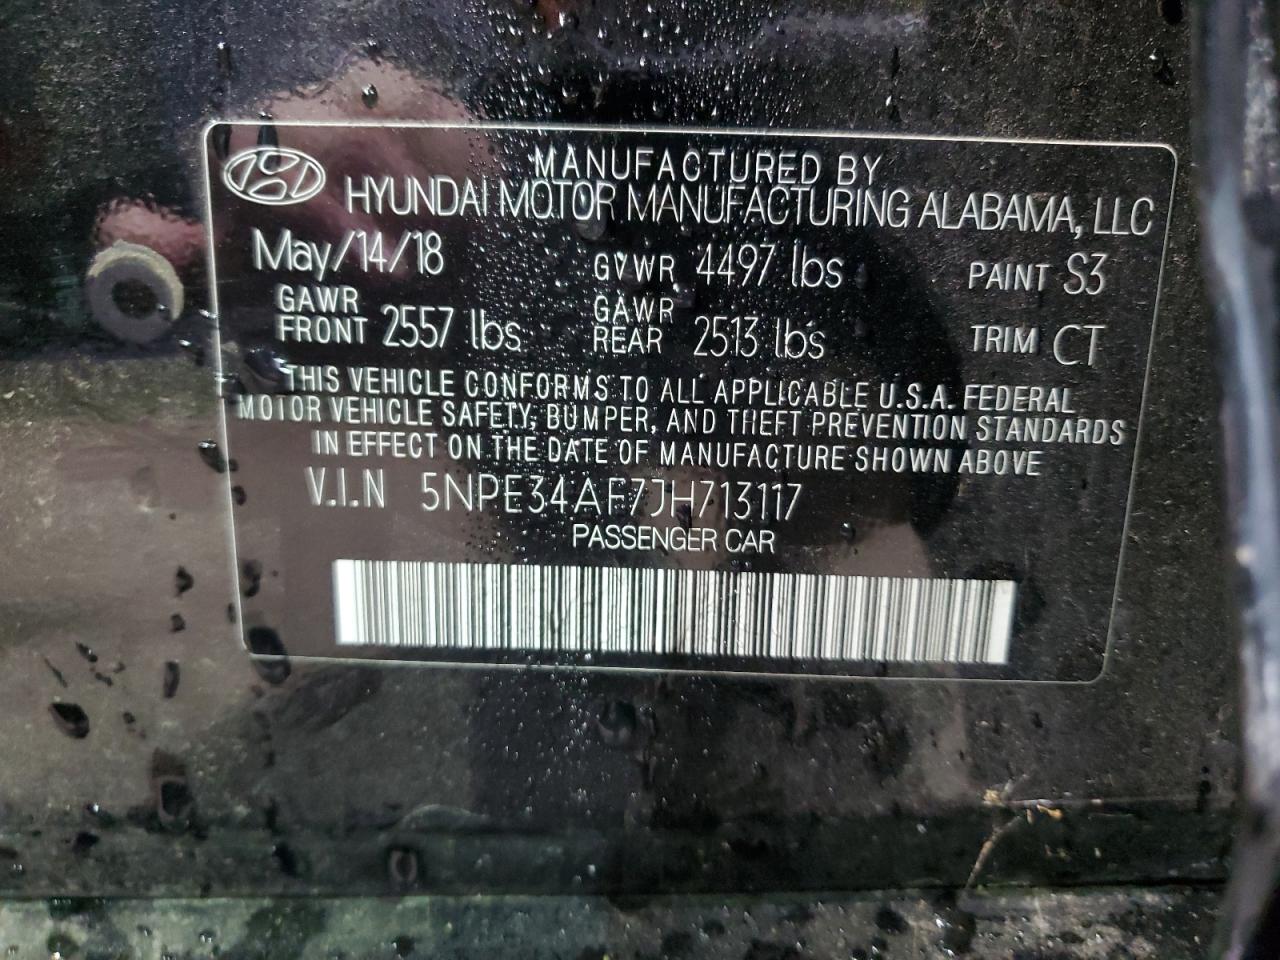 MANUFACTURED BY
HYUNDAI MOTOR MANUFACTURING ALABAMA, LLC
May/14/18 GVWR 4497 lbs PAINT S3
GAWR FRONT 2557 lbs GAWR REAR 2513 lbs TRIM CT
THIS VEHICLE CONFORMS TO ALL APPLICABLE U.S.A. FEDERAL
MOTOR VEHICLE SAFETY, BUMPER, AND THEFT PREVENTION STANDARDS
IN EFFECT ON THE DATE OF MANUFACTURE SHOWN ABOVE
V.I.N 5NPE34AF7JH713117
PASSENGER CAR